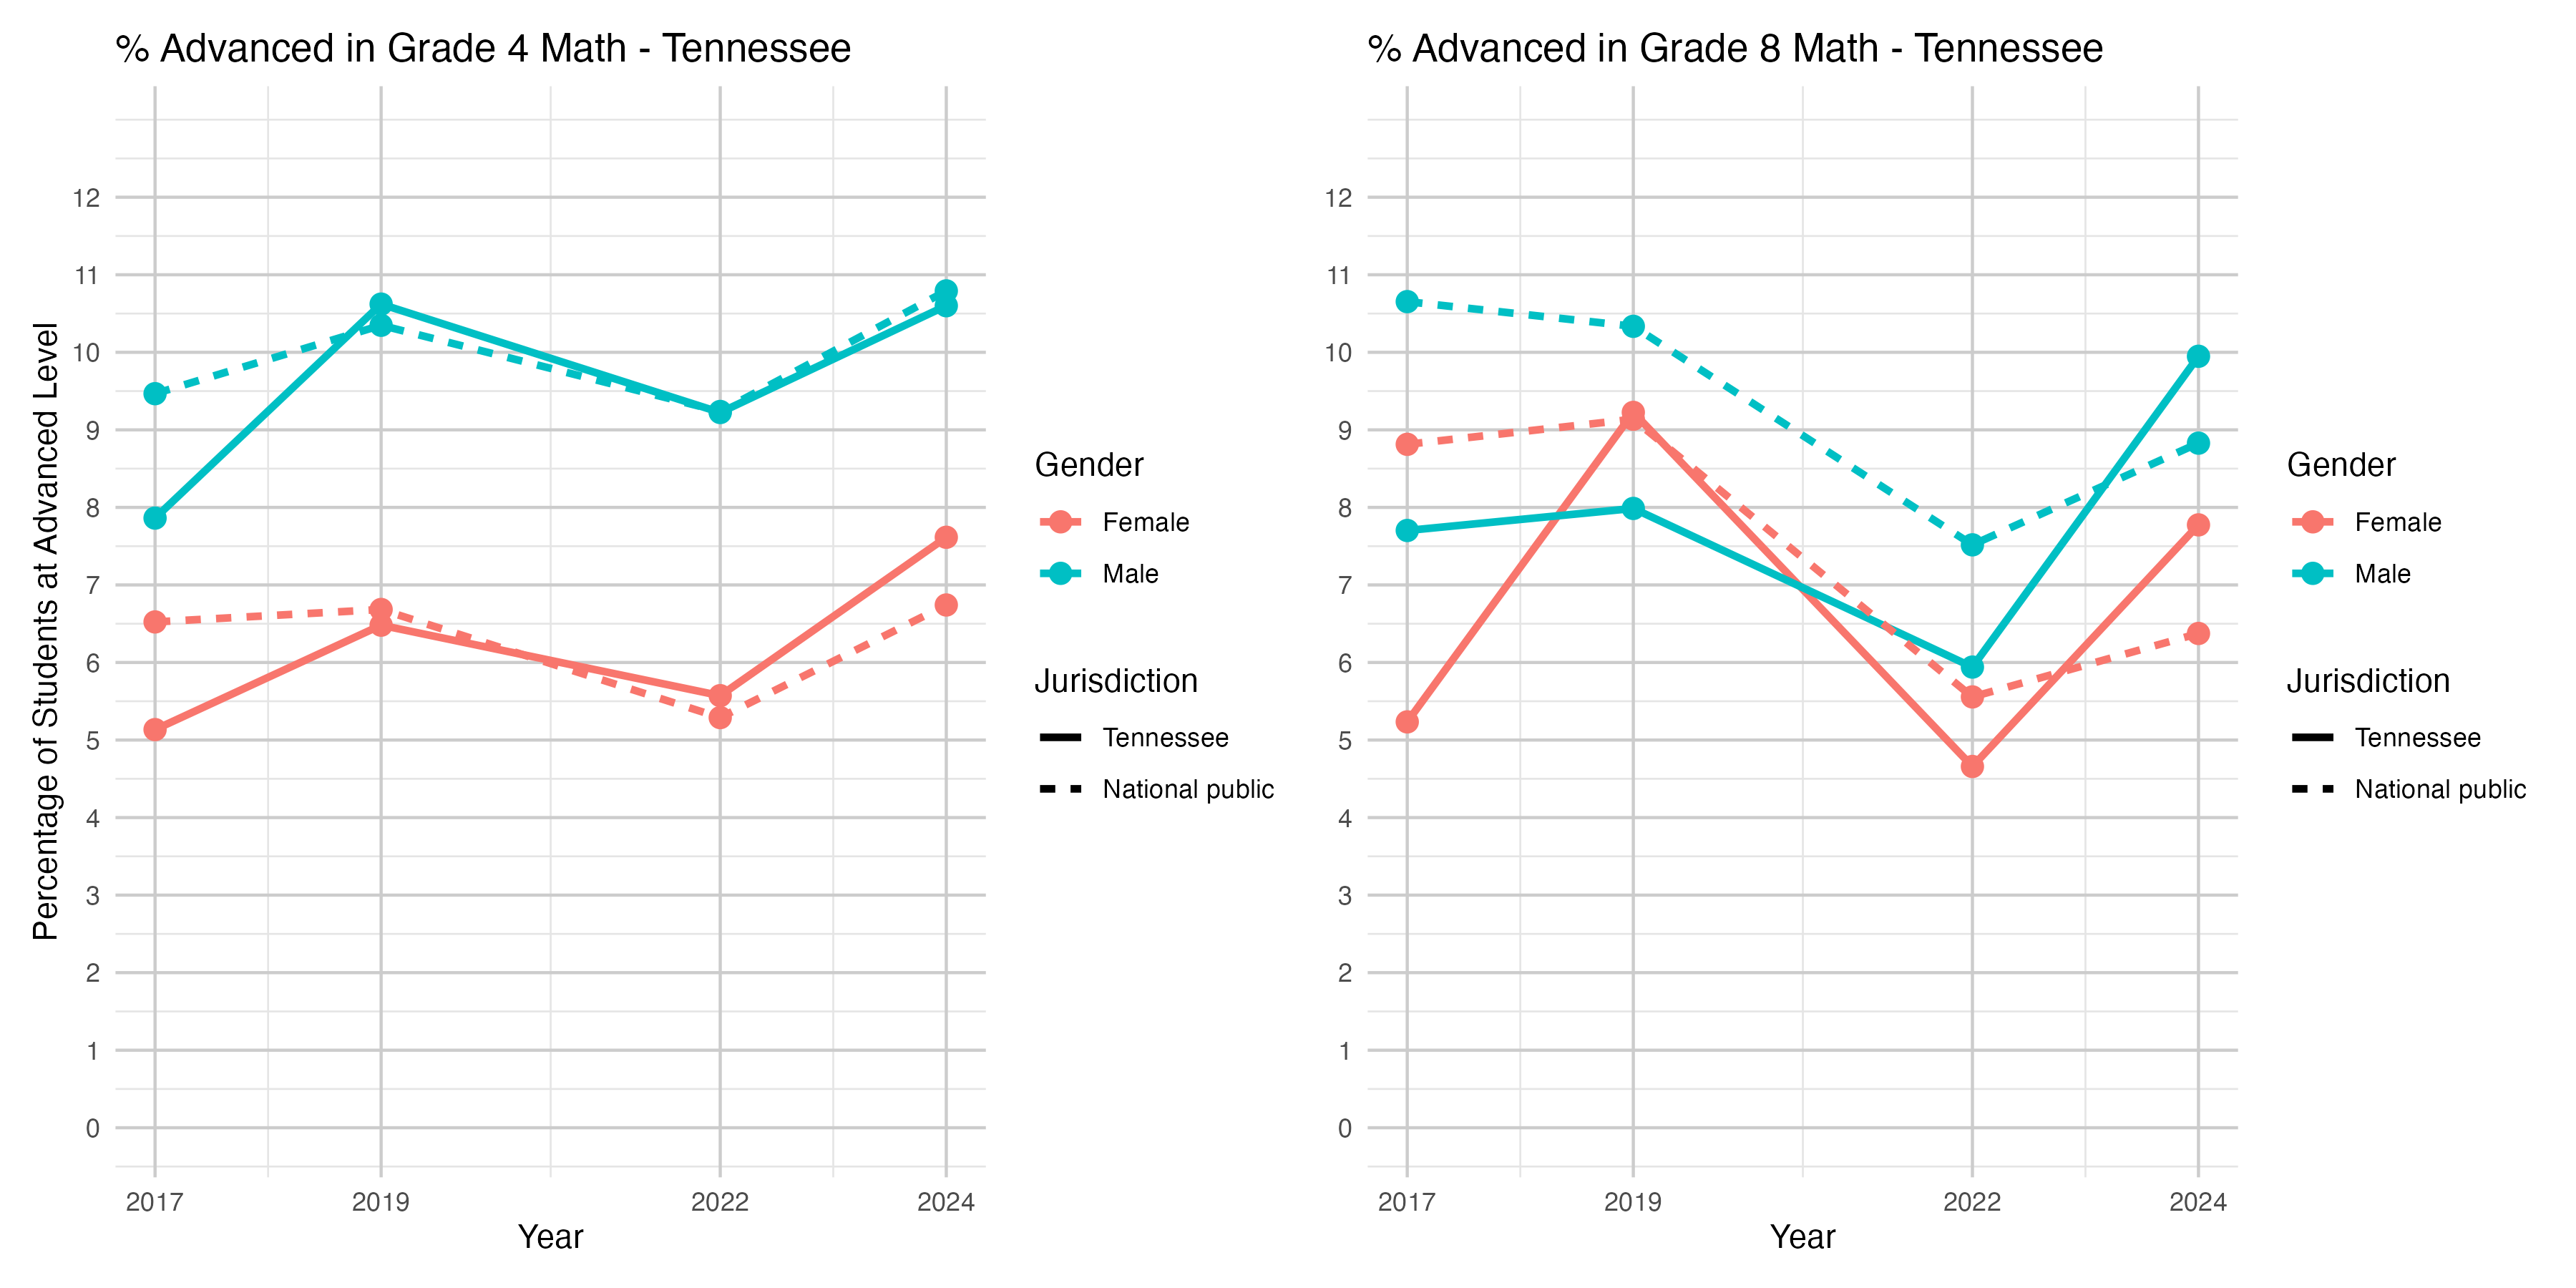 % Advanced in Grade 4 Math - Tennessee
Percentage of Students at Advanced Level
12
11
10
9
8
7
6
5
4
3
2
1
0
2017
2019
2022
2024
Year
Gender
Female
Male
Jurisdiction
Tennessee
National public
% Advanced in Grade 8 Math - Tennessee
12
11
10
9
8
7
6
5
4
3
2
1
0
2017
2019
2022
2024
Year
Gender
Female
Male
Jurisdiction
Tennessee
National public